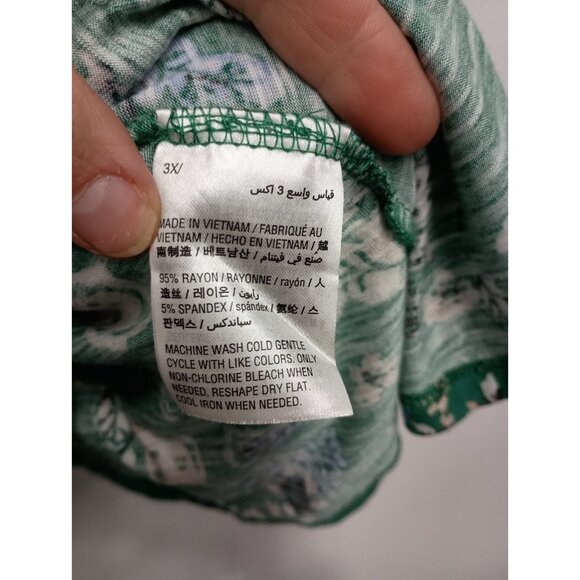 3X/
قياس واسع 3 اكس
MADE IN VIETNAM / FABRIQUÉ AU
VIETNAM / HECHO EN VIETNAM / 越
南制造 / 베트남산 / صنع في فيتنام
95% RAYON / RAYONNE / rayón / 人
造丝 / 레이온 / رايون
5% SPANDEX / spándex / 氨纶 / 스
판덱스 / سباندكس
MACHINE WASH COLD GENTLE
CYCLE WITH LIKE COLORS. ONLY
NON-CHLORINE BLEACH WHEN
NEEDED. RESHAPE DRY FLAT.
COOL IRON WHEN NEEDED.